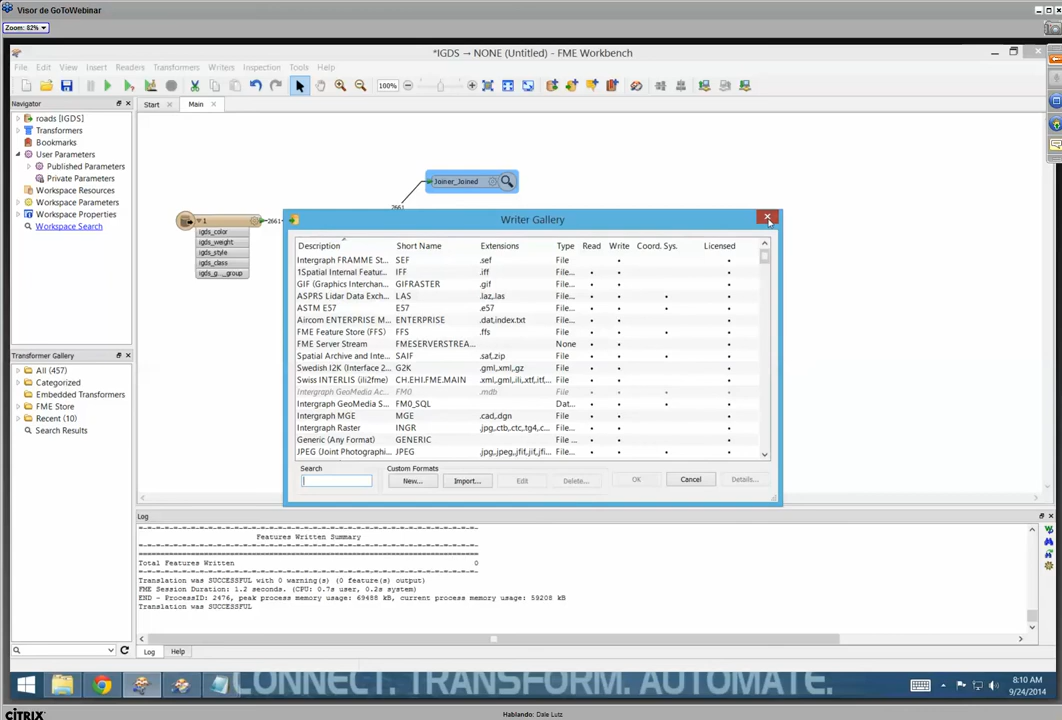 Visor de GoToWebinar
Zoom: 82%
*IGDS → NONE (Untitled) - FME Workbench
File Edit View Insert Readers Transformers Writers Inspection Tools Help
100%
Navigator
Start Main
roads [IGDS]
Transformers
Bookmarks
User Parameters
Published Parameters
Private Parameters
Workspace Resources
Workspace Parameters
Workspace Properties
Workspace Search
Joiner_Joined
2661
1
2661
igds_color
igds_weight
igds_style
igds_class
igds_g..._group
Writer Gallery
Description Short Name Extensions Type Read Write Coord. Sys. Licensed
Intergraph FRAMME St... SEF .sef File
1Spatial Internal Featur... IFF .iff File
GIF (Graphics Interchan... GIFRASTER .gif File
ASPRS Lidar Data Exch... LAS .laz,las File
ASTM E57 E57 .e57 File
Aircom ENTERPRISE M... ENTERPRISE .dat,index.txt File...
FME Feature Store (FFS) FFS .ffs File
FME Server Stream FMESERVERSTREA... None
Spatial Archive and Inte... SAIF .saf,zip File
Swedish I2K (Interface 2... G2K .gml,xml,gz File
Swiss INTERLIS (ili2fme) CH.EHI.FME.MAIN .xml,gml,ili,xtf,itf,... File
Intergraph GeoMedia Ac... FM0 .mdb File
Intergraph GeoMedia S... FM0_SQL Dat...
Intergraph MGE MGE .cad,.dgn File
Intergraph Raster INGR .jpg,ctb,ctc,tg4,c... File
Generic (Any Format) GENERIC File ...
JPEG (Joint Photographi... JPEG .jpg,.jpeg,.jfif,jif,jfi... File
Search
Custom Formats
New... Import... Edit Delete... OK Cancel Details...
Transformer Gallery
All (457)
Categorized
Embedded Transformers
FME Store
Recent (10)
Search Results
Log
=-=-=-=-=-=-=-=-=-=-=-=-=-=-=-=-=-=-=-=-=-=-=-=-=-=-=-=-=-=-=
Features Written Summary
=-=-=-=-=-=-=-=-=-=-=-=-=-=-=-=-=-=-=-=-=-=-=-=-=-=-=-=-=-=-=
Total Features Written 0
=-=-=-=-=-=-=-=-=-=-=-=-=-=-=-=-=-=-=-=-=-=-=-=-=-=-=-=-=-=-=
Translation was SUCCESSFUL with 0 warning(s) (0 feature(s) output)
FME Session Duration: 1.2 seconds. (CPU: 0.7s user, 0.2s system)
END - ProcessID: 2476, peak process memory usage: 69488 kB, current process memory usage: 59208 kB
Translation was SUCCESSFUL
Log Help
CONNECT. TRANSFORM. AUTOMATE.
8:10 AM
9/24/2014
CITRIX
Hablando: Dale Lutz